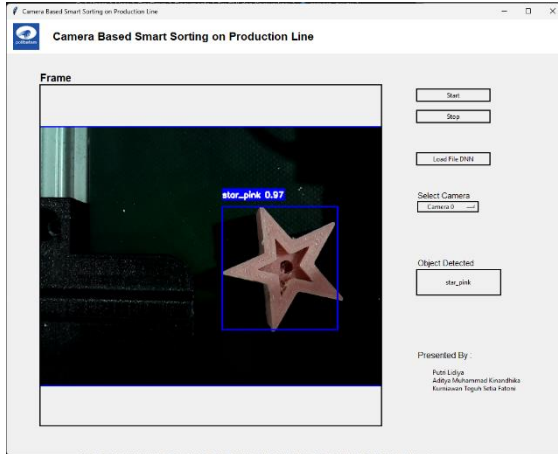 Camera Based Smart Sorting on Production Line
Camera Based Smart Sorting on Production Line
Frame
Start
Stop
star_pink 0.97
Load File DNN
Select Camera
Camera 0
Object Detected
star_pink
Presented By :
Putri Lidiya
Aditya Muhammad Kinandhika
Kurniawan Teguh Setia Fatoni